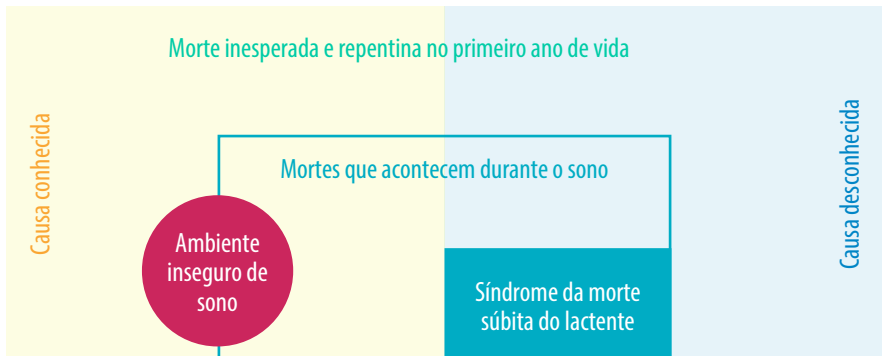 Morte inesperada e repentina no primeiro ano de vida
Causa conhecida
Mortes que acontecem durante o sono
Causa desconhecida
Ambiente
inseguro de
sono
Síndrome da morte
súbita do lactente